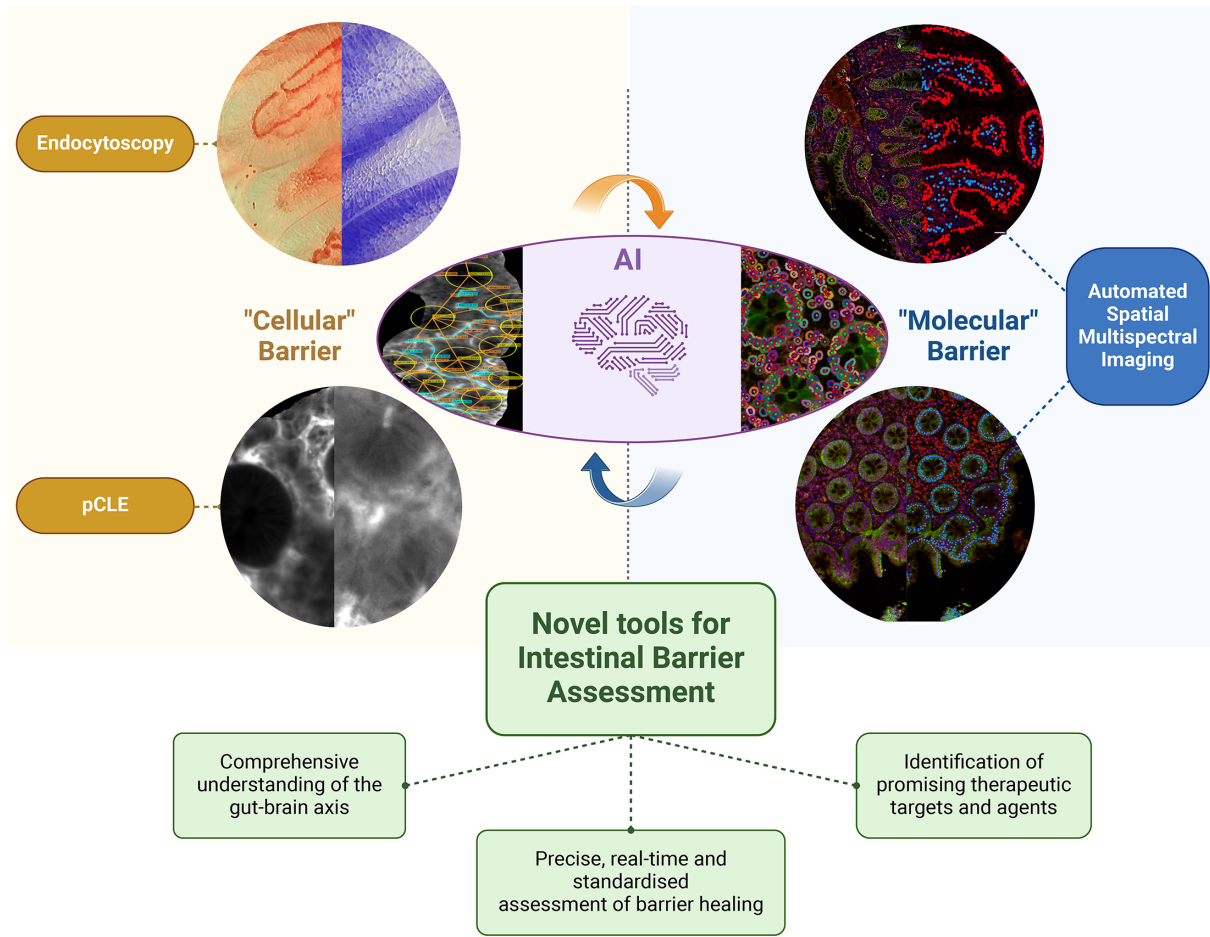 Endocytoscopy
AI
"Cellular"
Barrier
"Molecular"
Barrier
Automated
Spatial
Multispectral
Imaging
pCLE
Novel tools for
Intestinal Barrier
Assessment
Comprehensive
understanding of the
gut-brain axis
Identification of
promising therapeutic
targets and agents
Precise, real-time and
standardised
assessment of barrier healing